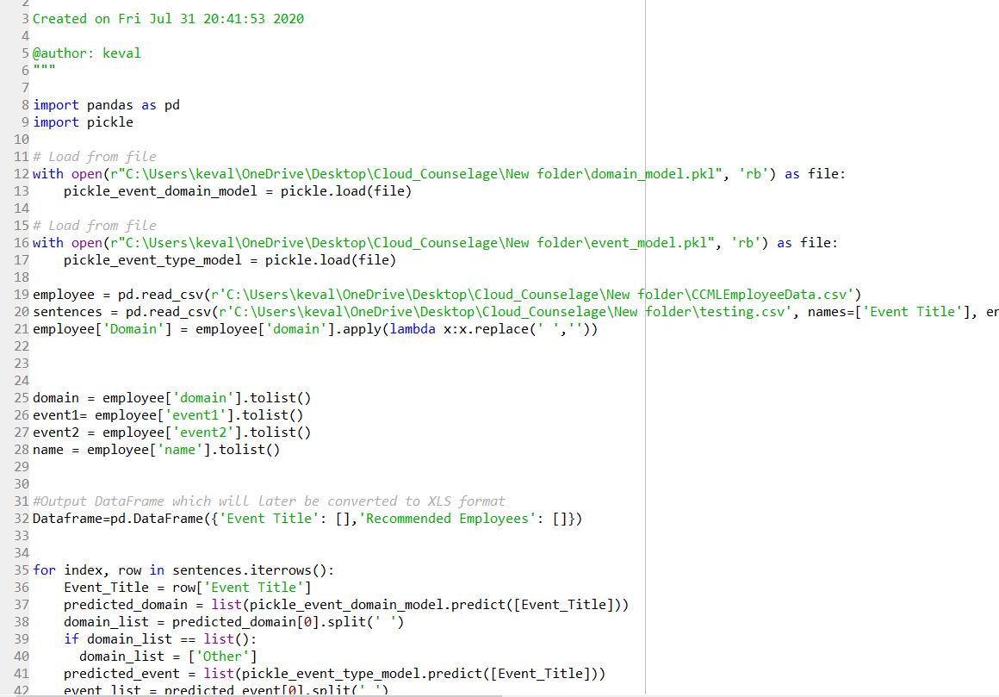 2
3 Created on Fri Jul 31 20:41:53 2020
4
5 @author: keval
6 """
7
8 import pandas as pd
9 import pickle
10
11 # Load from file
12 with open(r"C:\Users\keval\OneDrive\Desktop\Cloud_Counselage\New folder\domain_model.pkl", 'rb') as file:
13     pickle_event_domain_model = pickle.load(file)
14
15 # Load from file
16 with open(r"C:\Users\keval\OneDrive\Desktop\Cloud_Counselage\New folder\event_model.pkl", 'rb') as file:
17     pickle_event_type_model = pickle.load(file)
18
19 employee = pd.read_csv(r'C:\Users\keval\OneDrive\Desktop\Cloud_Counselage\New folder\CCMLEmployeeData.csv')
20 sentences = pd.read_csv(r'C:\Users\keval\OneDrive\Desktop\Cloud_Counselage\New folder\testing.csv', names=['Event Title'], en
21 employee['Domain'] = employee['domain'].apply(lambda x:x.replace(' ',''))
22
23
24
25 domain = employee['domain'].tolist()
26 event1= employee['event1'].tolist()
27 event2 = employee['event2'].tolist()
28 name = employee['name'].tolist()
29
30
31 #Output DataFrame which will later be converted to XLS format
32 Dataframe=pd.DataFrame({'Event Title': [],'Recommended Employees': []})
33
34
35 for index, row in sentences.iterrows():
36     Event_Title = row['Event Title']
37     predicted_domain = list(pickle_event_domain_model.predict([Event_Title]))
38     domain_list = predicted_domain[0].split(' ')
39     if domain_list == list():
40       domain_list = ['Other']
41     predicted_event = list(pickle_event_type_model.predict([Event_Title]))
42     event_list = predicted_event[0].split(' ')